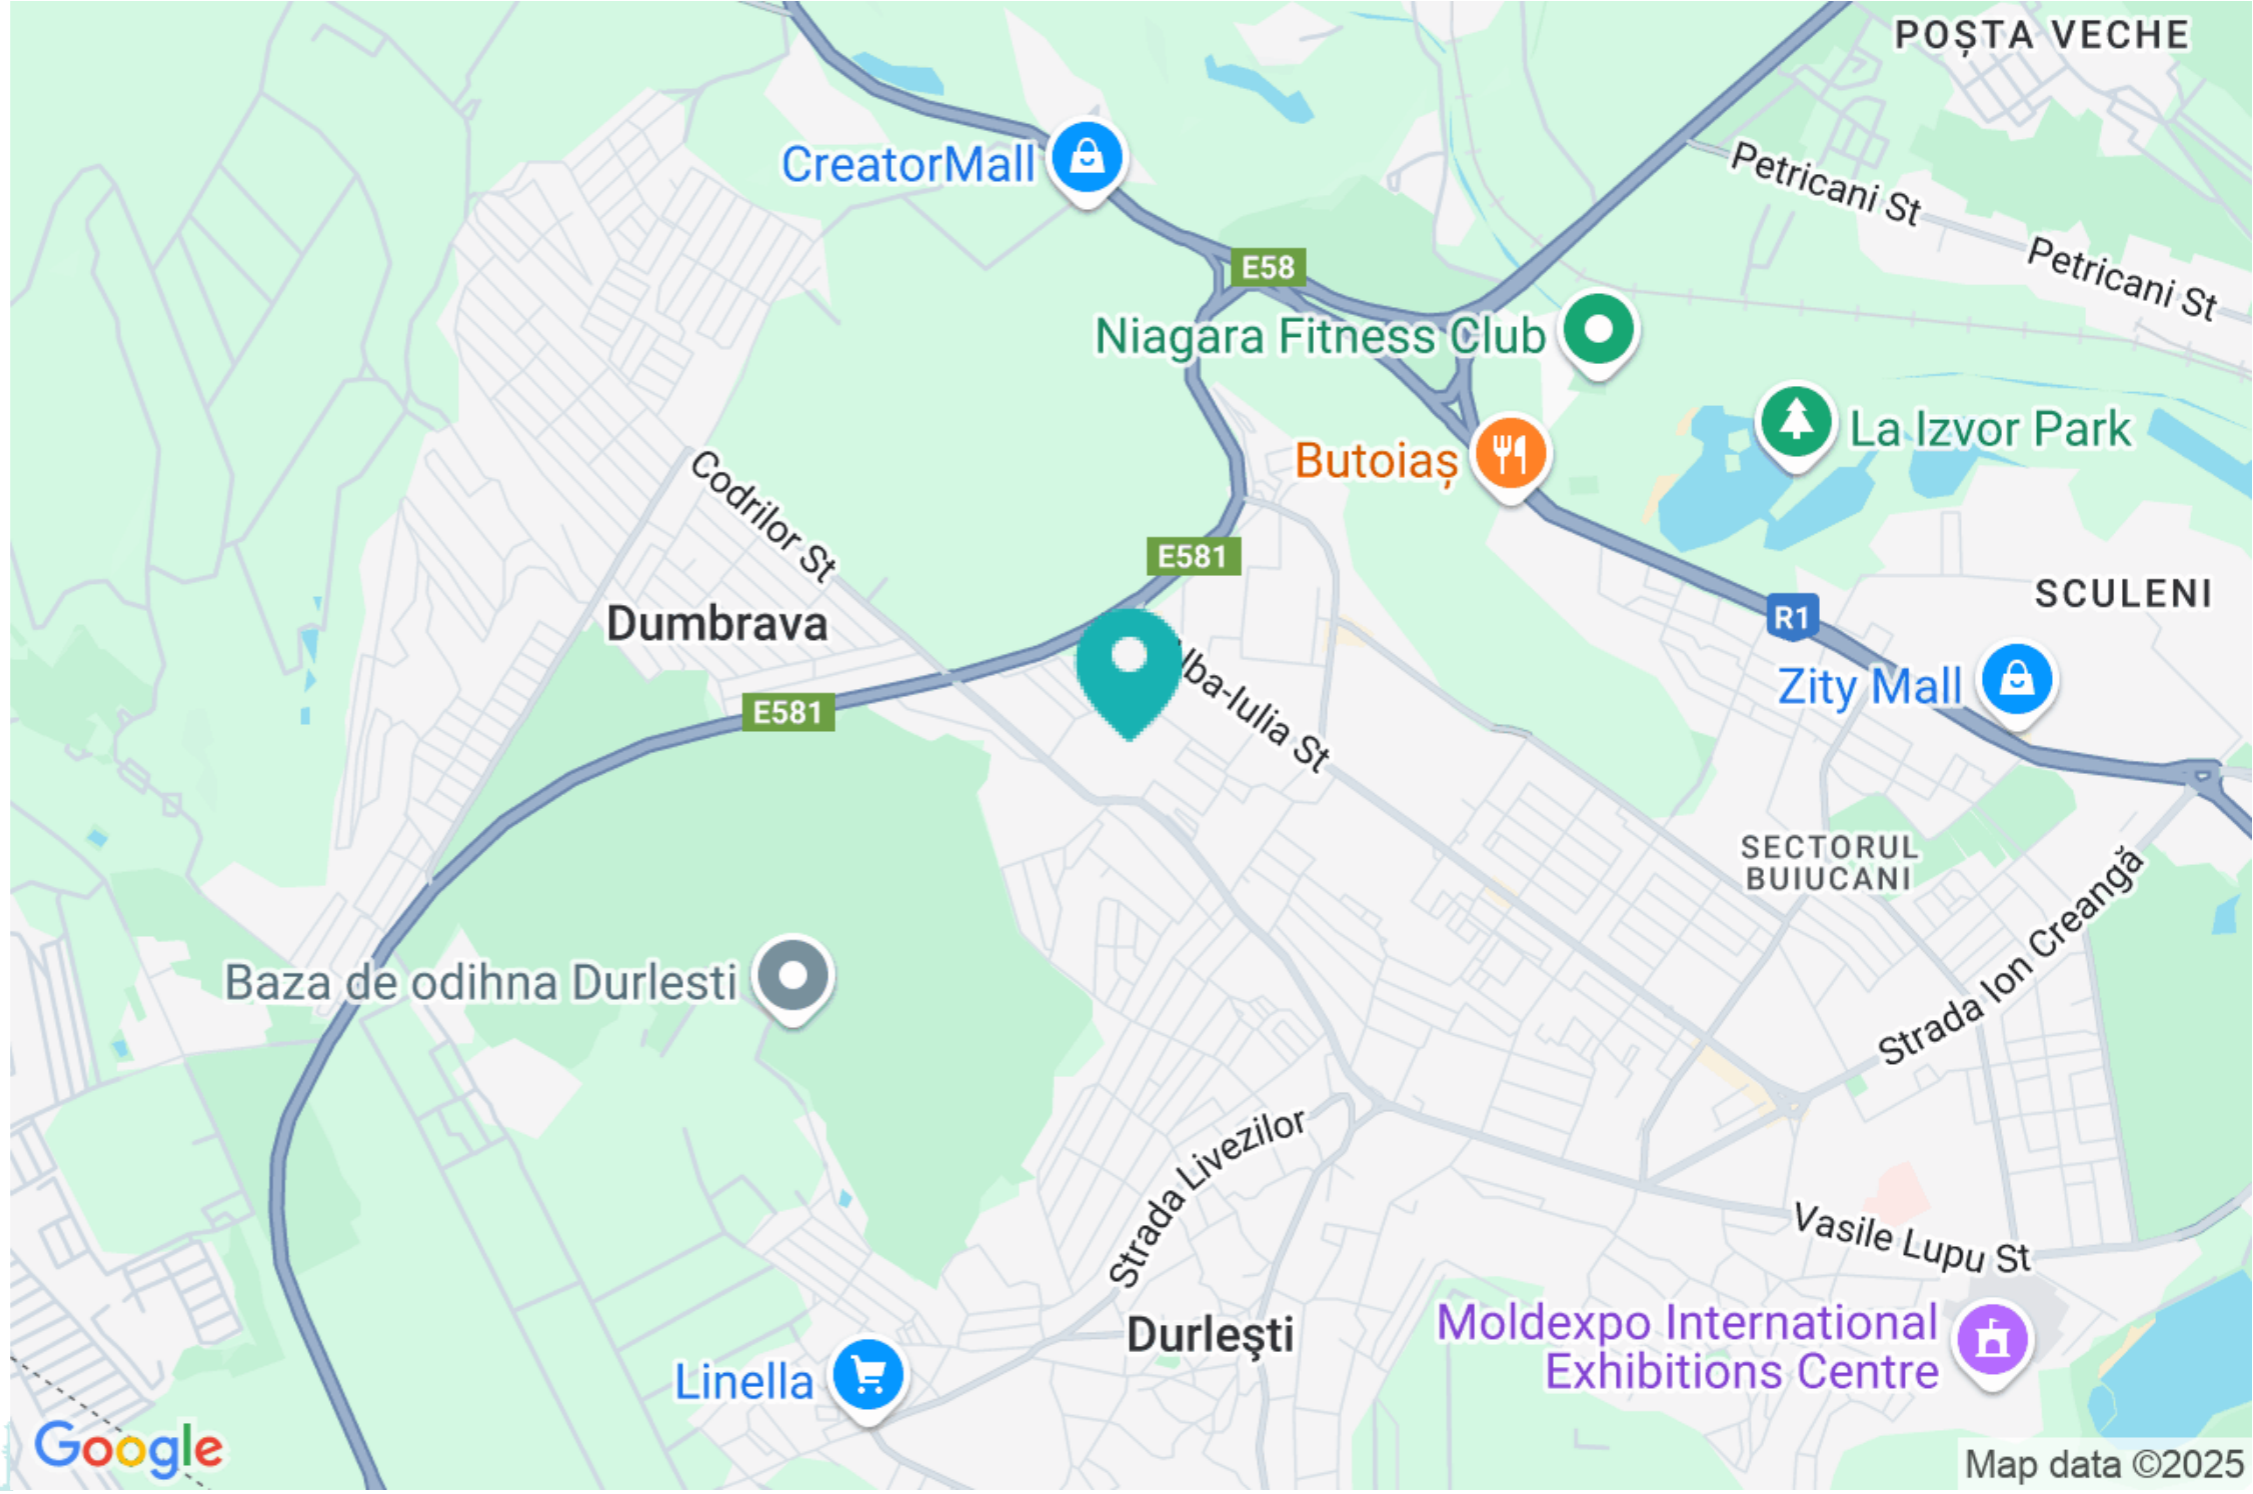 POȘTA VECHE
CreatorMall
Petricani St
Petricani St
E58
Niagara Fitness Club
La Izvor Park
Butoiaș
Codrilor St
E581
SCULENI
Dumbrava
R1
lba-Iulia St
Zity Mall
E581
SECTORUL
BUIUCANI
Strada Ion Creangă
Baza de odihna Durlesti
Strada Livezilor
Vasile Lupu St
Durleşti
Moldexpo International
Exhibitions Centre
Linella
Google
Map data ©2025